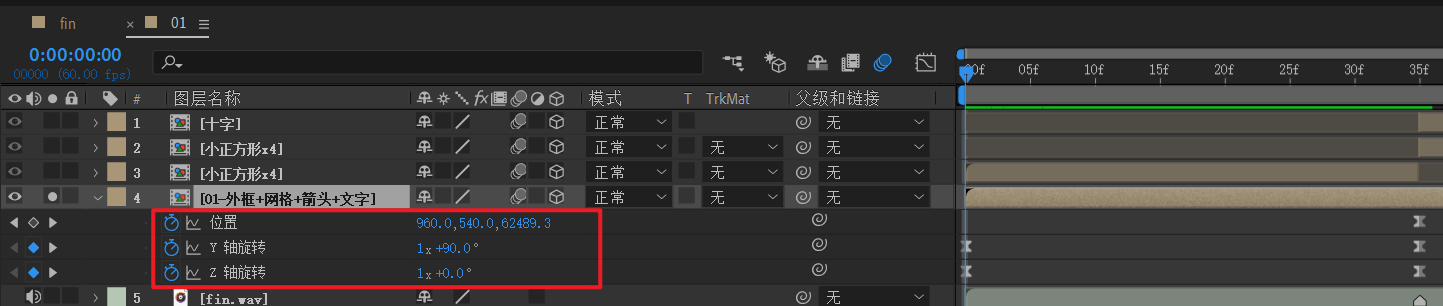 fin × 01
0:00:00:00
00000 (60.00 fps)
00f 05f 10f 15f 20f 25f 30f 35f
# 图层名称 fx 模式 T TrkMat 父级和链接
1 [十字] 正常 无
2 [小正方形x4] 正常 无 无
3 [小正方形x4] 正常 无 无
4 [01-外框+网格+箭头+文字] 正常 无 无
位置 960.0,540.0,62489.3
Y 轴旋转 1x+90.0°
Z 轴旋转 1x+0.0°
5 [fin.wav] 无